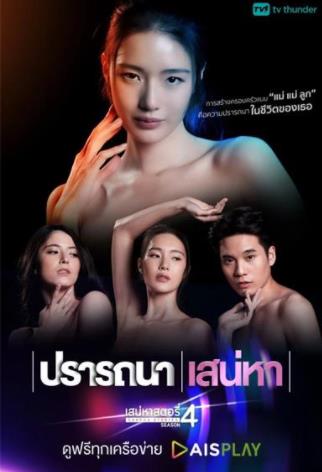 tv thunder
การสร้างครอบครัวแบบ "แม่ แม่ ลูก"
คือความปรารถนา ในชีวิตของเธอ
ปรารถนา เสน่หา
เสน่หาสตอรี่ 4
SEASON
ดูฟรีทุกเครือข่าย AISPLAY